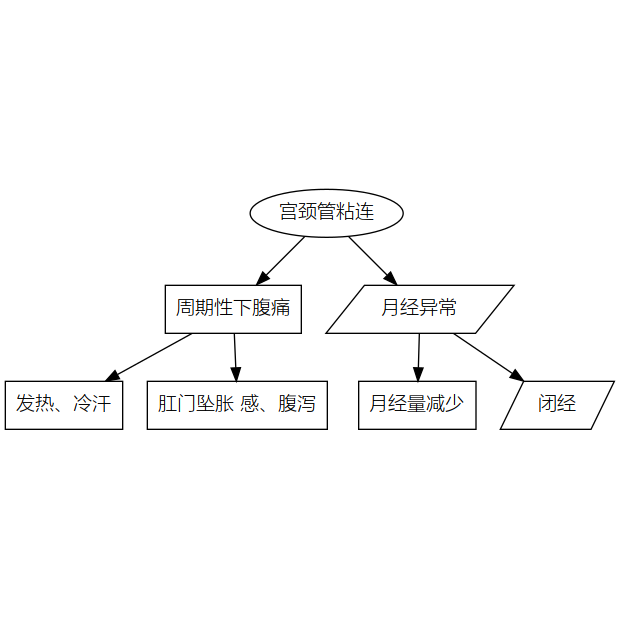 宫颈管粘连
周期性下腹痛
月经异常
发热、冷汗
肛门坠胀 感、腹泻
月经量减少
闭经